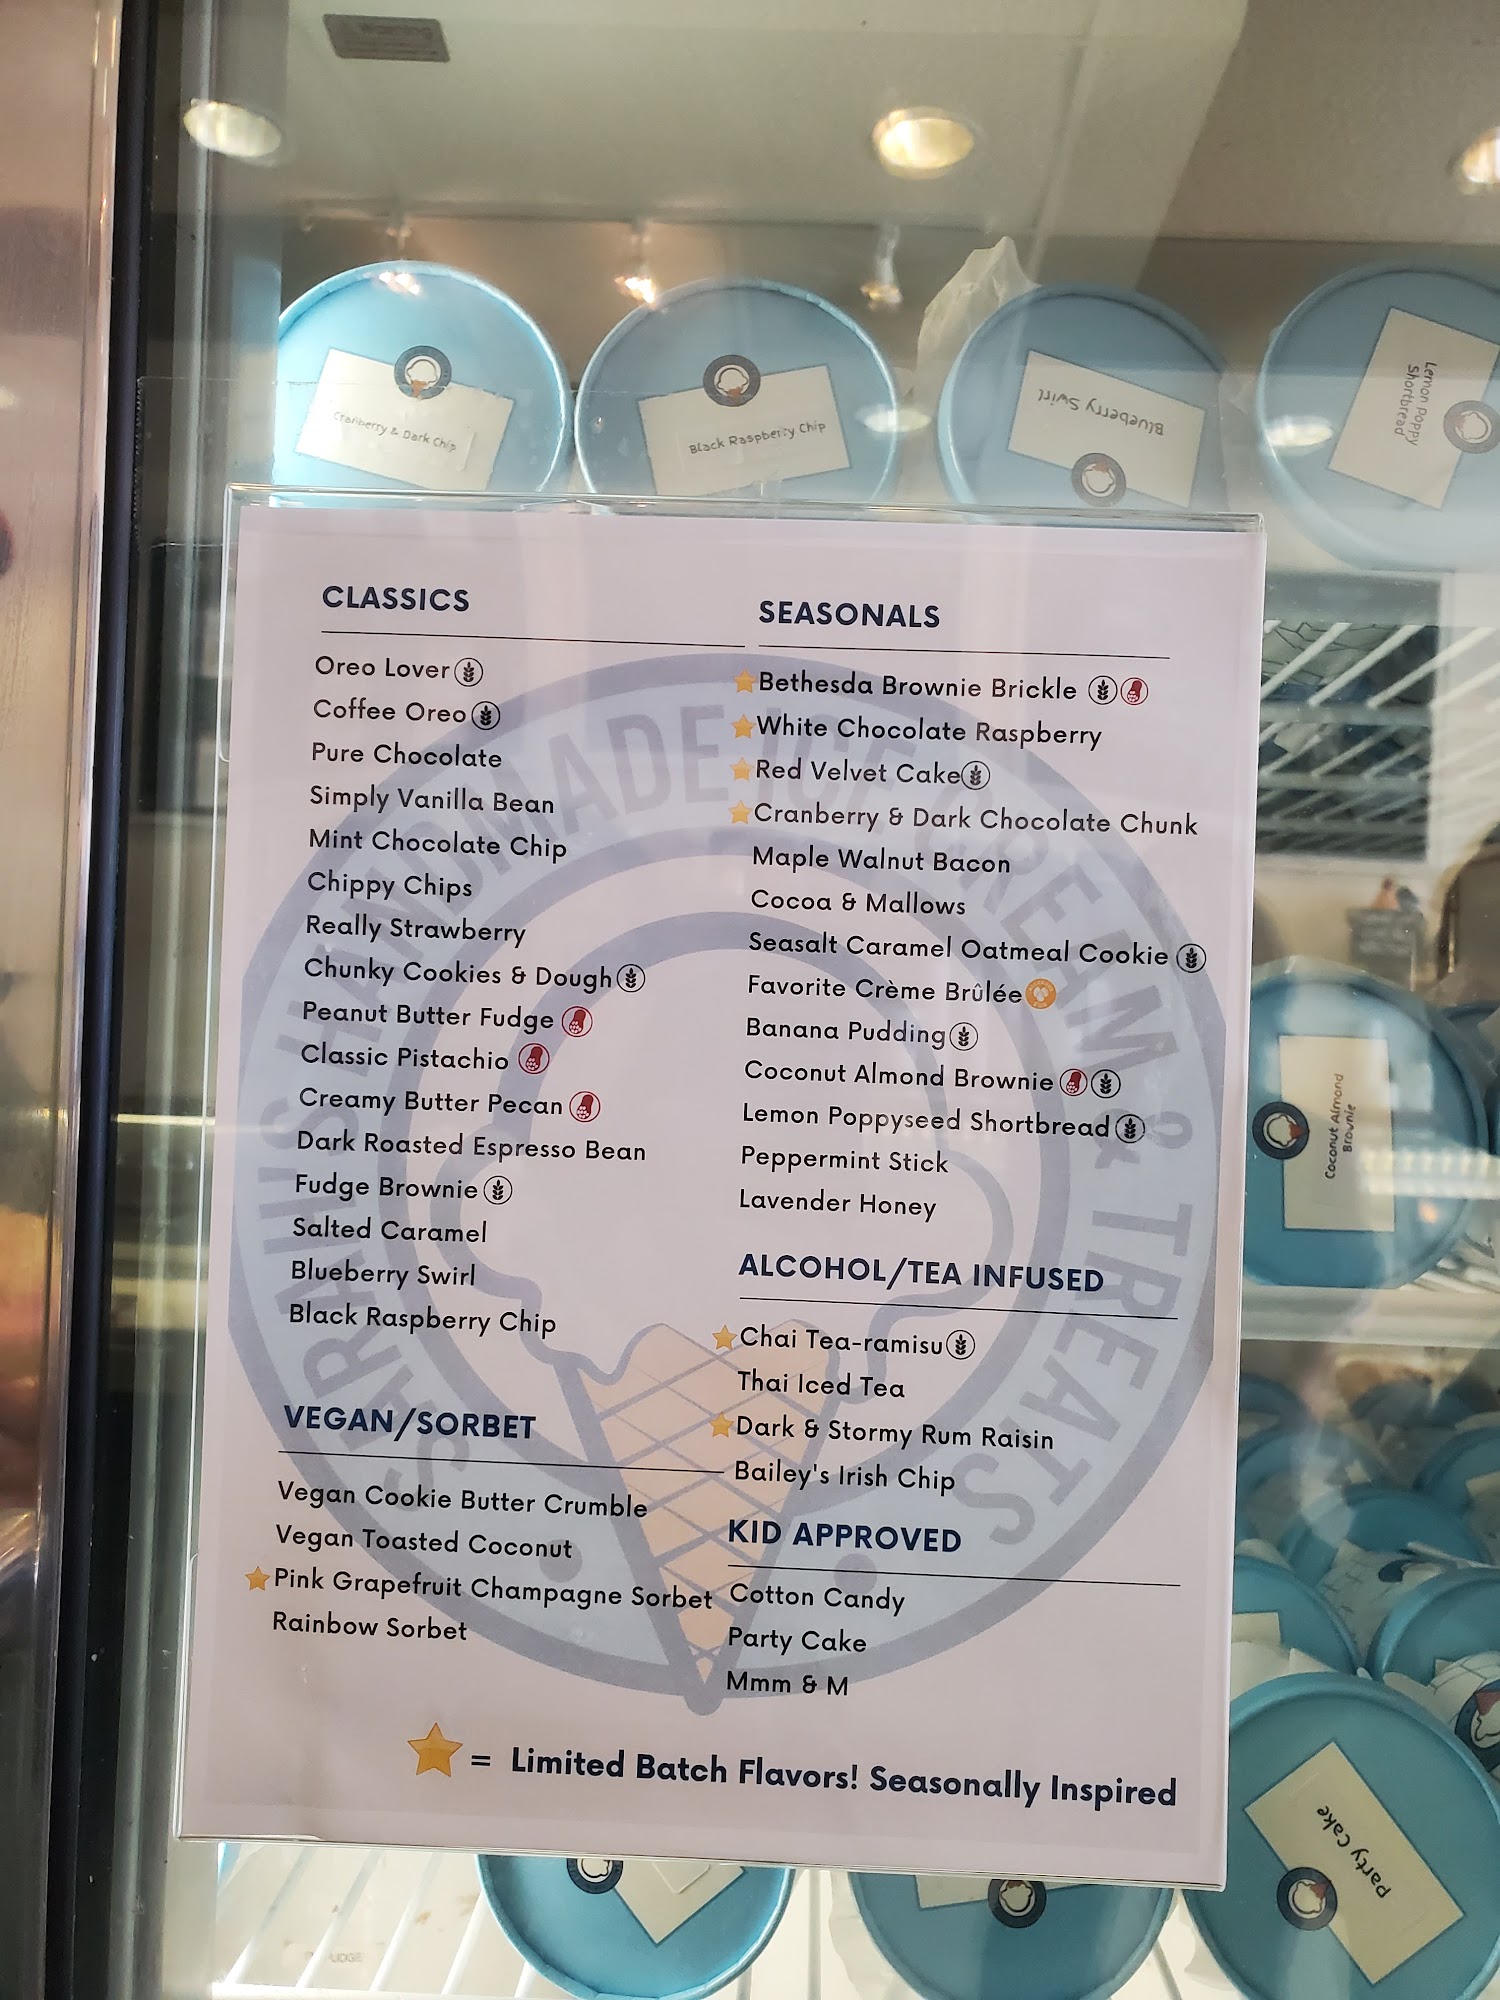 Cranberry & Dark Chip
Black Raspberry Chip
Blueberry Swirl
Lemon Poppy
Shortbread
CLASSICS
Oreo Lover
Coffee Oreo
Pure Chocolate
Simply Vanilla Bean
Mint Chocolate Chip
Chippy Chips
Really Strawberry
Chunky Cookies & Dough
Peanut Butter Fudge
Classic Pistachio
Creamy Butter Pecan
Dark Roasted Espresso Bean
Fudge Brownie
Salted Caramel
Blueberry Swirl
Black Raspberry Chip
VEGAN/SORBET
Vegan Cookie Butter Crumble
Vegan Toasted Coconut
Pink Grapefruit Champagne Sorbet
Rainbow Sorbet
SEASONALS
Bethesda Brownie Brickle
White Chocolate Raspberry
Red Velvet Cake
Cranberry & Dark Chocolate Chunk
Maple Walnut Bacon
Cocoa & Mallows
Seasalt Caramel Oatmeal Cookie
Favorite Crème Brûlée
Banana Pudding
Coconut Almond Brownie
Lemon Poppyseed Shortbread
Peppermint Stick
Lavender Honey
ALCOHOL/TEA INFUSED
Chai Tea-ramisu
Thai Iced Tea
Dark & Stormy Rum Raisin
Bailey's Irish Chip
KID APPROVED
Cotton Candy
Party Cake
Mmm & M
= Limited Batch Flavors! Seasonally Inspired
SARAH'S HANDMADE ICE CREAM & TREATS
Coconut Almond
Brownie
Party Cake